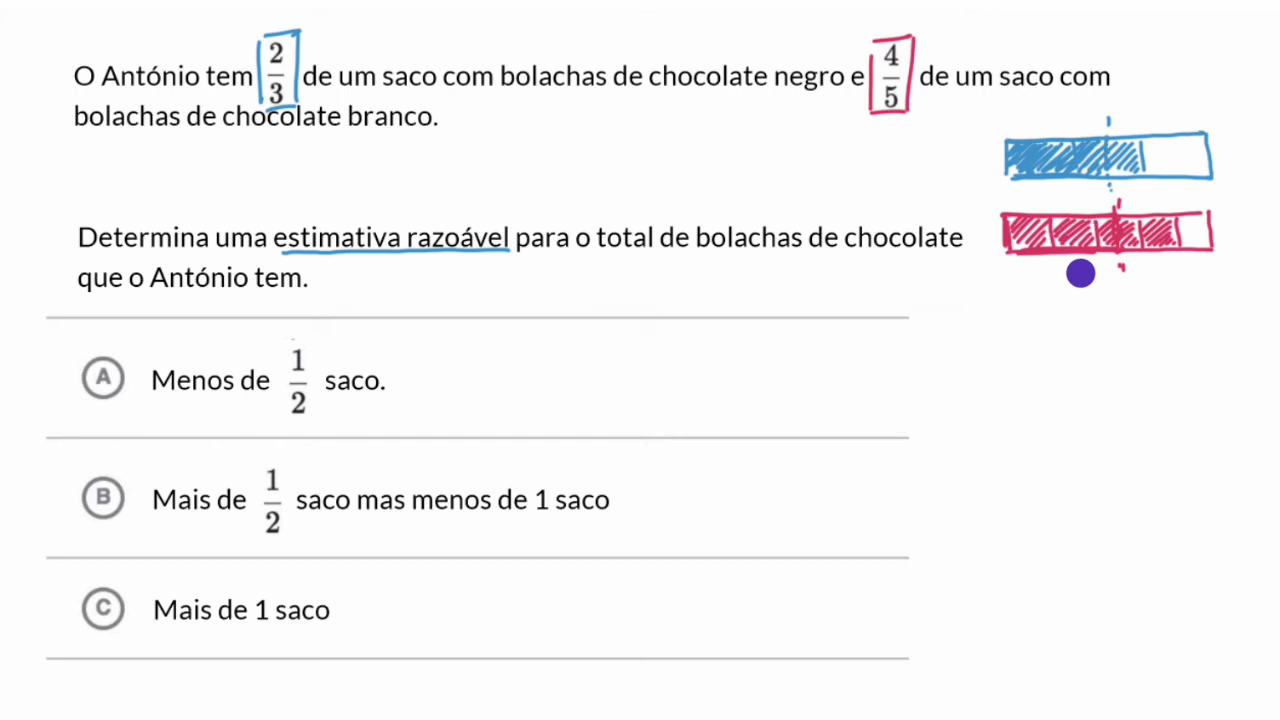 O António tem 2/3 de um saco com bolachas de chocolate negro e 4/5 de um saco com
bolachas de chocolate branco.
Determina uma estimativa razoável para o total de bolachas de chocolate
que o António tem.
A Menos de 1/2 saco.
B Mais de 1/2 saco mas menos de 1 saco
C Mais de 1 saco